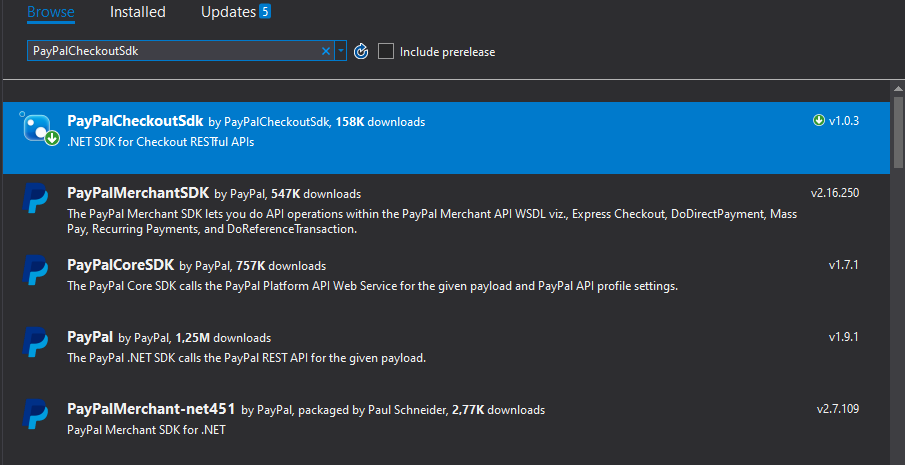 Browse Installed Updates 5
PayPalCheckoutSdk
Include prerelease
PayPalCheckoutSdk by PayPalCheckoutSdk, 158K downloads v1.0.3
.NET SDK for Checkout RESTful APIs
PayPalMerchantSDK by PayPal, 547K downloads v2.16.250
The PayPal Merchant SDK lets you do API operations within the PayPal Merchant API WSDL viz., Express Checkout, DoDirectPayment, Mass
Pay, Recurring Payments, and DoReferenceTransaction.
PayPalCoreSDK by PayPal, 757K downloads v1.7.1
The PayPal Core SDK calls the PayPal Platform API Web Service for the given payload and PayPal API profile settings.
PayPal by PayPal, 1,25M downloads v1.9.1
The PayPal .NET SDK calls the PayPal REST API for the given payload.
PayPalMerchant-net451 by PayPal, packaged by Paul Schneider, 2,77K downloads v2.7.109
PayPal Merchant SDK for .NET